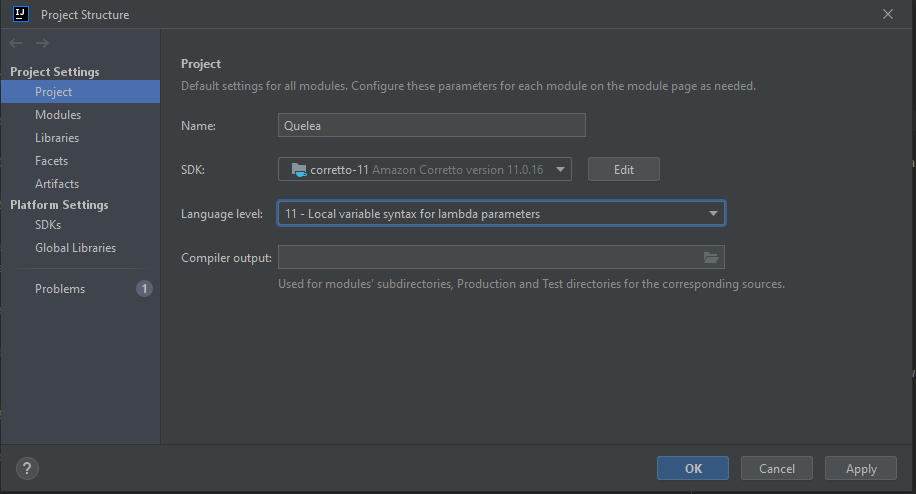 IJ
Project Structure
Project Settings
Project
Modules
Libraries
Facets
Artifacts
Platform Settings
SDKs
Global Libraries
Problems 1
Project
Default settings for all modules. Configure these parameters for each module on the module page as needed.
Name: Quelea
SDK: corretto-11 Amazon Corretto version 11.0.16 Edit
Language level: 11 - Local variable syntax for lambda parameters
Compiler output:
Used for modules' subdirectories, Production and Test directories for the corresponding sources.
? OK Cancel Apply